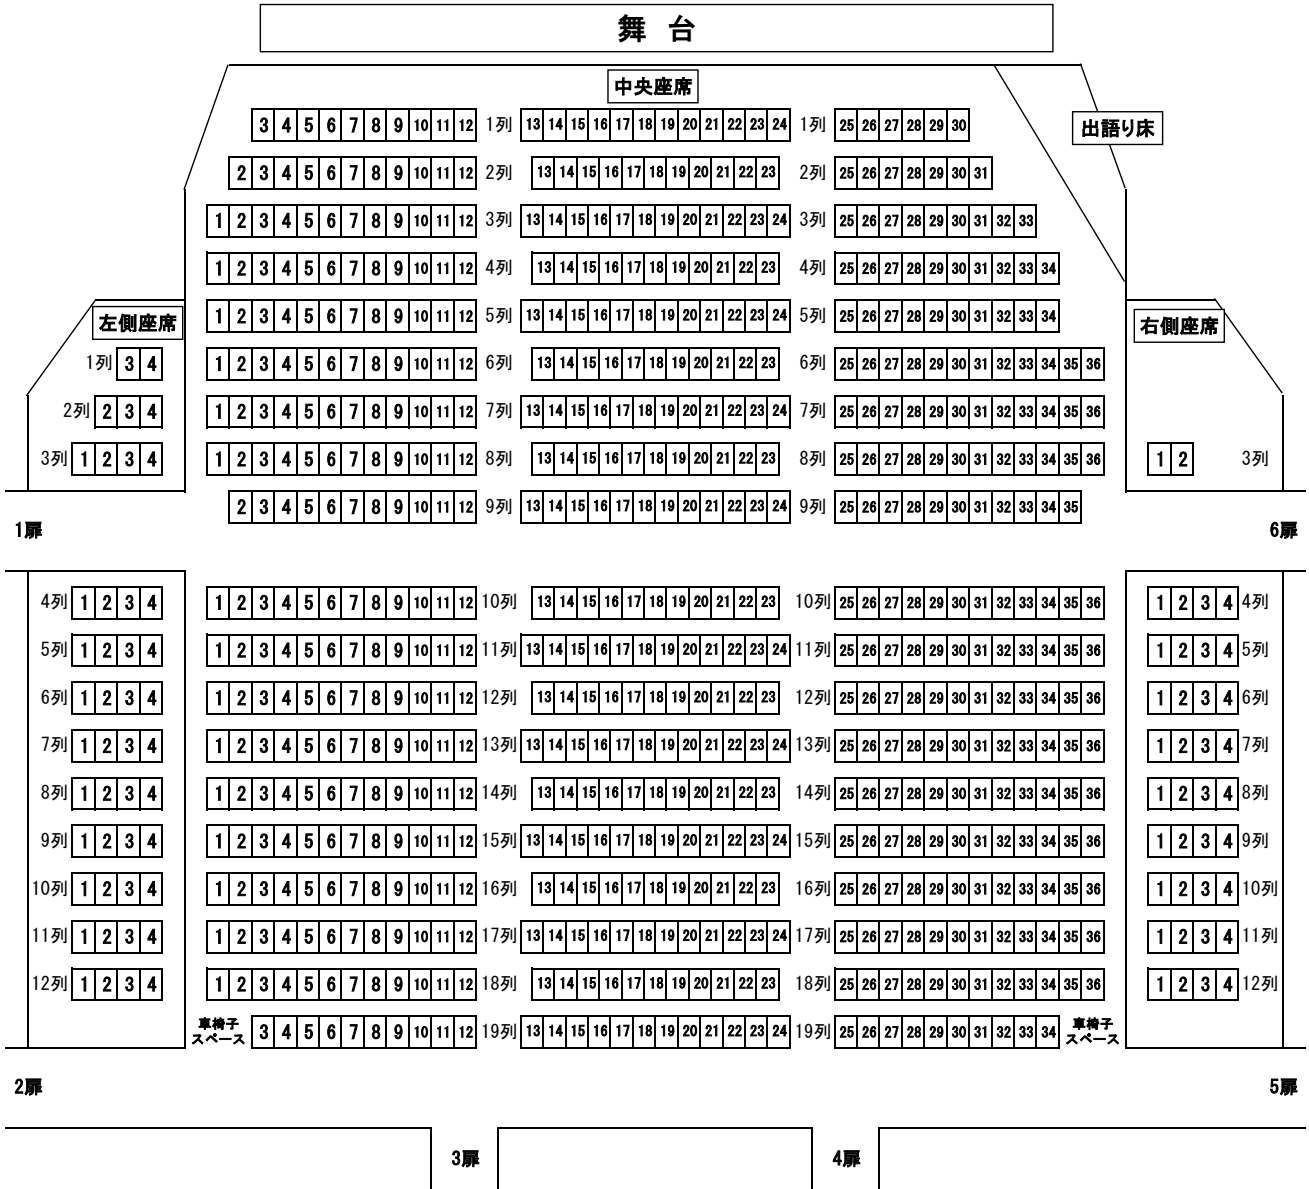 舞 台
中央座席
3 4 5 6 7 8 9 10 11 12 1列 13 14 15 16 17 18 19 20 21 22 23 24 1列 25 26 27 28 29 30
出語り床
2 3 4 5 6 7 8 9 10 11 12 2列 13 14 15 16 17 18 19 20 21 22 23 2列 25 26 27 28 29 30 31
1 2 3 4 5 6 7 8 9 10 11 12 3列 13 14 15 16 17 18 19 20 21 22 23 24 3列 25 26 27 28 29 30 31 32 33
1 2 3 4 5 6 7 8 9 10 11 12 4列 13 14 15 16 17 18 19 20 21 22 23 4列 25 26 27 28 29 30 31 32 33 34
左側座席 1 2 3 4 5 6 7 8 9 10 11 12 5列 13 14 15 16 17 18 19 20 21 22 23 24 5列 25 26 27 28 29 30 31 32 33 34 右側座席
1列 3 4 1 2 3 4 5 6 7 8 9 10 11 12 6列 13 14 15 16 17 18 19 20 21 22 23 6列 25 26 27 28 29 30 31 32 33 34 35 36
2列 2 3 4 1 2 3 4 5 6 7 8 9 10 11 12 7列 13 14 15 16 17 18 19 20 21 22 23 24 7列 25 26 27 28 29 30 31 32 33 34 35 36
3列 1 2 3 4 1 2 3 4 5 6 7 8 9 10 11 12 8列 13 14 15 16 17 18 19 20 21 22 23 8列 25 26 27 28 29 30 31 32 33 34 35 36 1 2 3列
2 3 4 5 6 7 8 9 10 11 12 9列 13 14 15 16 17 18 19 20 21 22 23 24 9列 25 26 27 28 29 30 31 32 33 34 35
1扉 6扉
4列 1 2 3 4 1 2 3 4 5 6 7 8 9 10 11 12 10列 13 14 15 16 17 18 19 20 21 22 23 10列 25 26 27 28 29 30 31 32 33 34 35 36 1 2 3 4 4列
5列 1 2 3 4 1 2 3 4 5 6 7 8 9 10 11 12 11列 13 14 15 16 17 18 19 20 21 22 23 24 11列 25 26 27 28 29 30 31 32 33 34 35 36 1 2 3 4 5列
6列 1 2 3 4 1 2 3 4 5 6 7 8 9 10 11 12 12列 13 14 15 16 17 18 19 20 21 22 23 12列 25 26 27 28 29 30 31 32 33 34 35 36 1 2 3 4 6列
7列 1 2 3 4 1 2 3 4 5 6 7 8 9 10 11 12 13列 13 14 15 16 17 18 19 20 21 22 23 24 13列 25 26 27 28 29 30 31 32 33 34 35 36 1 2 3 4 7列
8列 1 2 3 4 1 2 3 4 5 6 7 8 9 10 11 12 14列 13 14 15 16 17 18 19 20 21 22 23 14列 25 26 27 28 29 30 31 32 33 34 35 36 1 2 3 4 8列
9列 1 2 3 4 1 2 3 4 5 6 7 8 9 10 11 12 15列 13 14 15 16 17 18 19 20 21 22 23 24 15列 25 26 27 28 29 30 31 32 33 34 35 36 1 2 3 4 9列
10列 1 2 3 4 1 2 3 4 5 6 7 8 9 10 11 12 16列 13 14 15 16 17 18 19 20 21 22 23 16列 25 26 27 28 29 30 31 32 33 34 35 36 1 2 3 4 10列
11列 1 2 3 4 1 2 3 4 5 6 7 8 9 10 11 12 17列 13 14 15 16 17 18 19 20 21 22 23 24 17列 25 26 27 28 29 30 31 32 33 34 35 36 1 2 3 4 11列
12列 1 2 3 4 1 2 3 4 5 6 7 8 9 10 11 12 18列 13 14 15 16 17 18 19 20 21 22 23 18列 25 26 27 28 29 30 31 32 33 34 35 36 1 2 3 4 12列
車椅子
スペース 3 4 5 6 7 8 9 10 11 12 19列 13 14 15 16 17 18 19 20 21 22 23 24 19列 25 26 27 28 29 30 31 32 33 34 車椅子
スペース
2扉 5扉
3扉 4扉